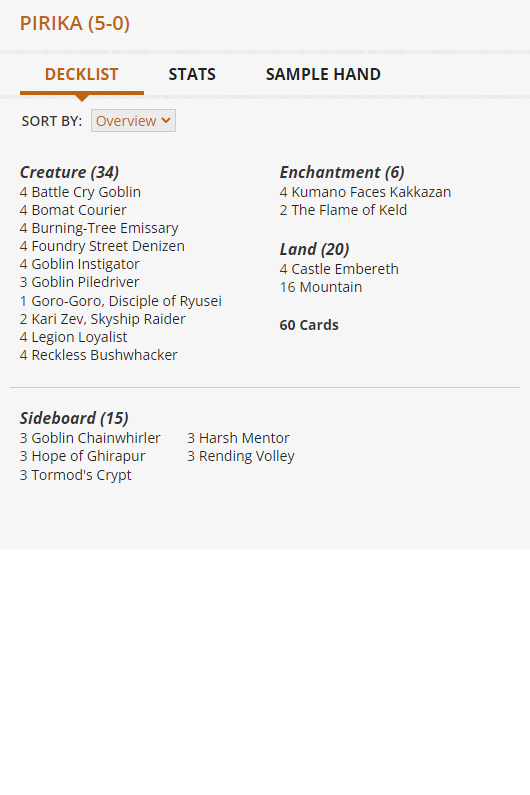 PIRIKA (5-0)
DECKLIST STATS SAMPLE HAND
SORT BY: Overview
Creature (34)
4 Battle Cry Goblin
4 Bomat Courier
4 Burning-Tree Emissary
4 Foundry Street Denizen
4 Goblin Instigator
3 Goblin Piledriver
1 Goro-Goro, Disciple of Ryusei
2 Kari Zev, Skyship Raider
4 Legion Loyalist
4 Reckless Bushwhacker
Enchantment (6)
4 Kumano Faces Kakkazan
2 The Flame of Keld
Land (20)
4 Castle Embereth
16 Mountain
60 Cards
Sideboard (15)
3 Goblin Chainwhirler
3 Hope of Ghirapur
3 Tormod's Crypt
3 Harsh Mentor
3 Rending Volley